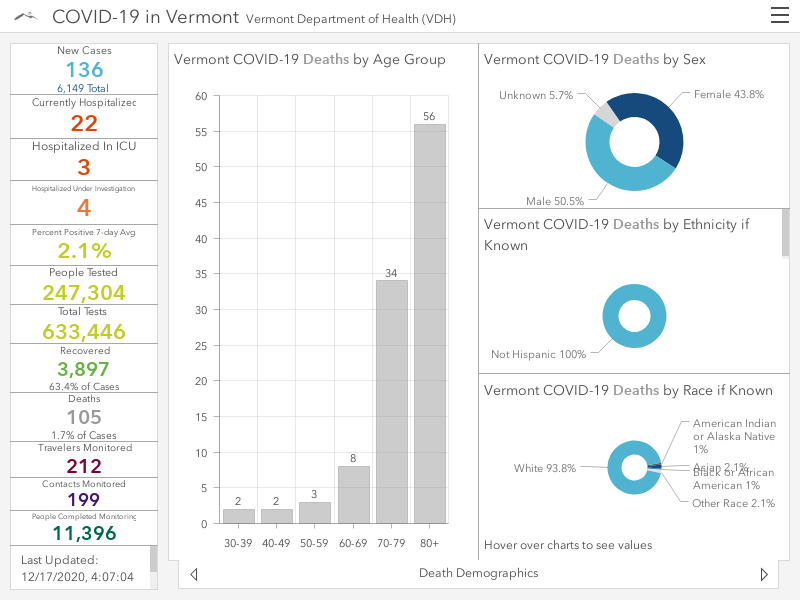 COVID-19 in Vermont Vermont Department of Health (VDH)
New Cases
136
6,149 Total
Currently Hospitalized
22
Hospitalized In ICU
3
Hospitalized Under Investigation
4
Percent Positive 7-day Avg
2.1%
People Tested
247,304
Total Tests
633,446
Recovered
3,897
63.4% of Cases
Deaths
105
1.7% of Cases
Travelers Monitored
212
Contacts Monitored
199
People Completed Monitoring
11,396
Last Updated:
12/17/2020, 4:07:04
Vermont COVID-19 Deaths by Age Group
60
55
50
45
40
35
30
25
20
15
10
5
0
2
2
3
8
34
56
30-39 40-49 50-59 60-69 70-79 80+
Vermont COVID-19 Deaths by Sex
Unknown 5.7%
Female 43.8%
Male 50.5%
Vermont COVID-19 Deaths by Ethnicity if
Known
Not Hispanic 100%
Vermont COVID-19 Deaths by Race if Known
American Indian
or Alaska Native
1%
White 93.8%
Asian 2.1%
Black or African
American 1%
Other Race 2.1%
Hover over charts to see values
Death Demographics